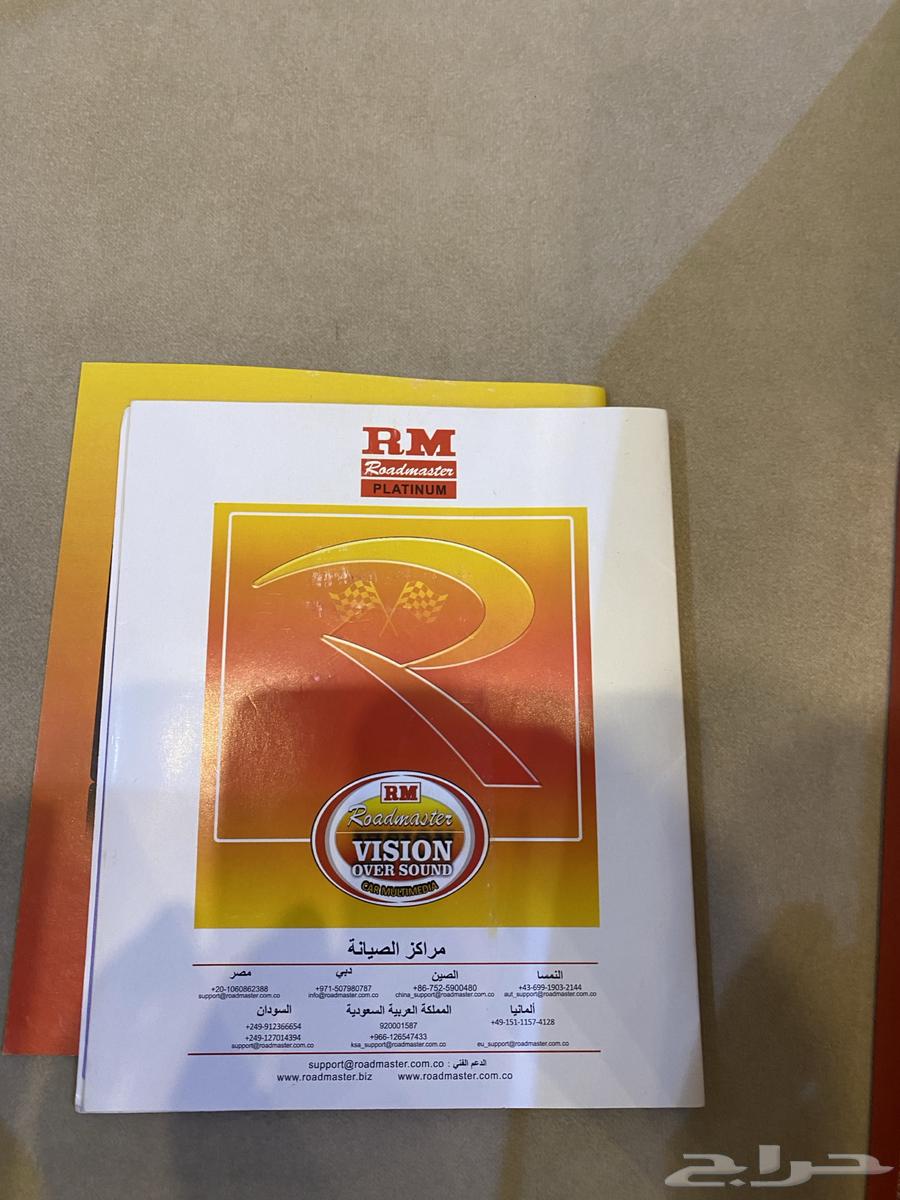 RM
Roadmaster
PLATINUM
RM
Roadmaster
VISION
OVER SOUND
CAR MULTIMEDIA
مراكز الصيانة
النمسا
+43-699-1903-2144
aut_support@roadmaster.com.co
الصين
+86-752-5900480
china_support@roadmaster.com.co
دبي
+971-507980787
info@roadmaster.com.co
مصر
+20-1060862388
support@roadmaster.com.co
ألمانيا
+49-151-1157-4128
eu_support@roadmaster.com.co
المملكة العربية السعودية
920001587
+966-126547433
ksa_support@roadmaster.com.co
السودان
+249-912366654
+249-127014394
support@roadmaster.com.co
الدعم الفني : support@roadmaster.com.co
www.roadmaster.biz www.roadmaster.com.co
حراج